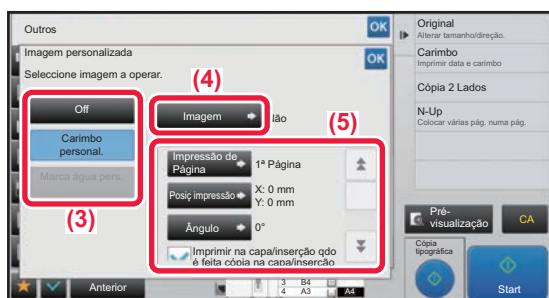 Outros
OK
Imagem personalizada
OK
Seleccione imagem a operar.
(4)
Off
Imagem
(5)
Carimbo
personal.
Marca água pers.
(3)
Impressão de
Página
1ª Página
Posiç impressão
X: 0 mm
Y: 0 mm
Ângulo
0°
Imprimir na capa/inserção qdo
é feita cópia na capa/inserção
Anterior
3 B4
4 A3
A4
Original
Alterar tamanho/direção.
Carimbo
Imprimir data e carimbo
Cópia 2 Lados
N-Up
Colocar várias pág. numa pág.
Pré-
visualização
CA
Cópia
tipográfica
Start